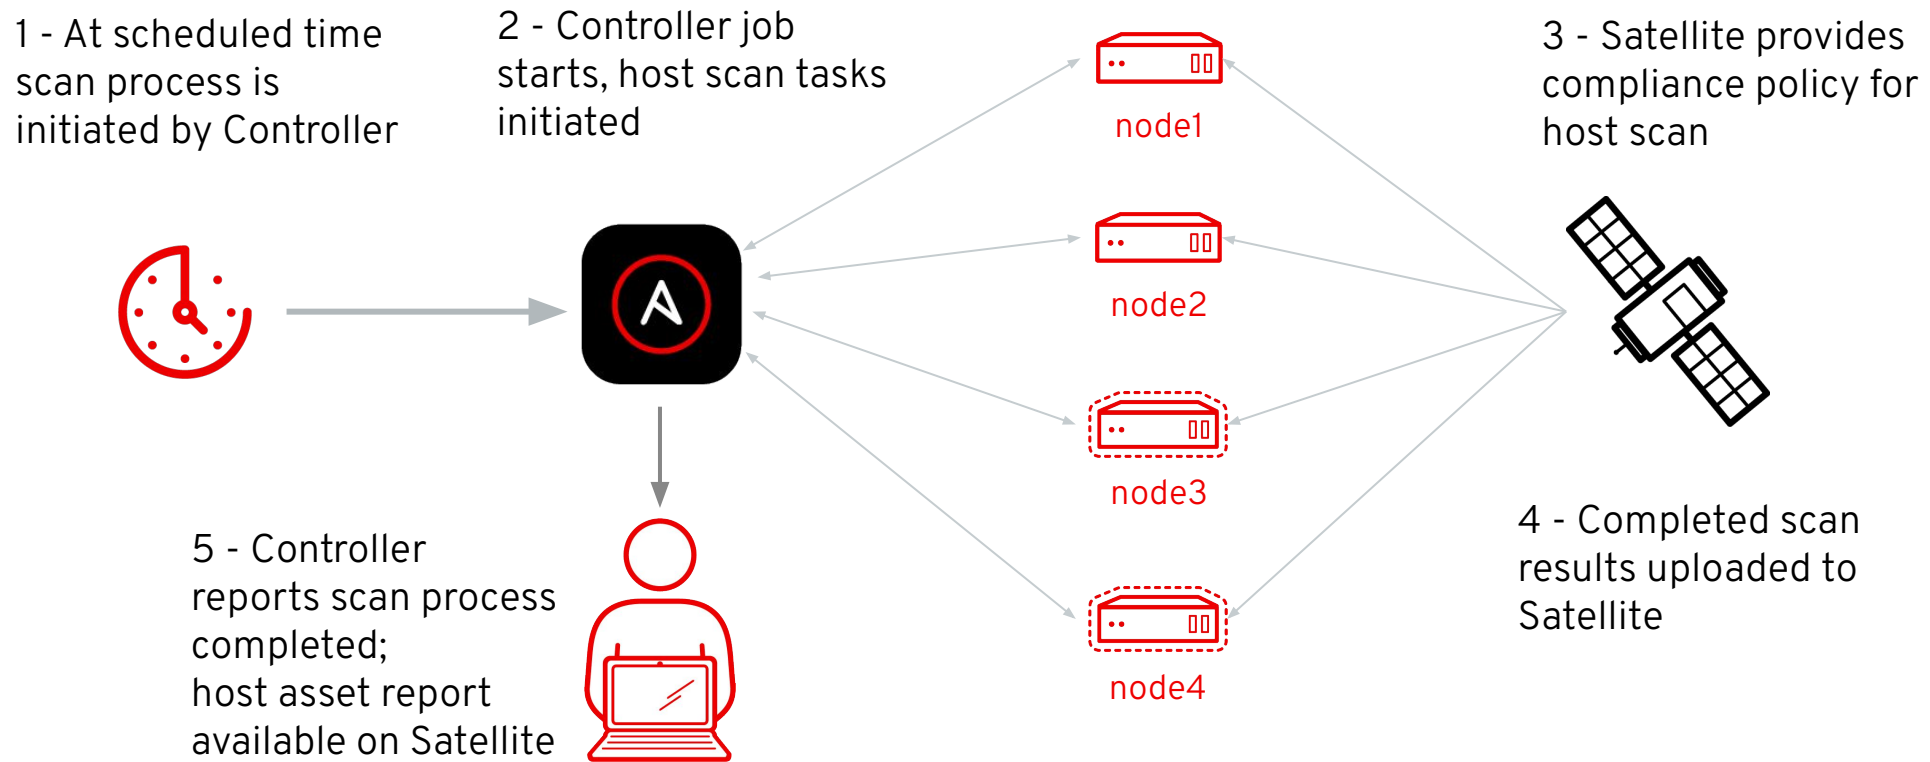 1 - At scheduled time
scan process is
initiated by Controller
2 - Controller job
starts, host scan tasks
initiated
node1
node2
node3
node4
3 - Satellite provides
compliance policy for
host scan
4 - Completed scan
results uploaded to
Satellite
5 - Controller
reports scan process
completed;
host asset report
available on Satellite